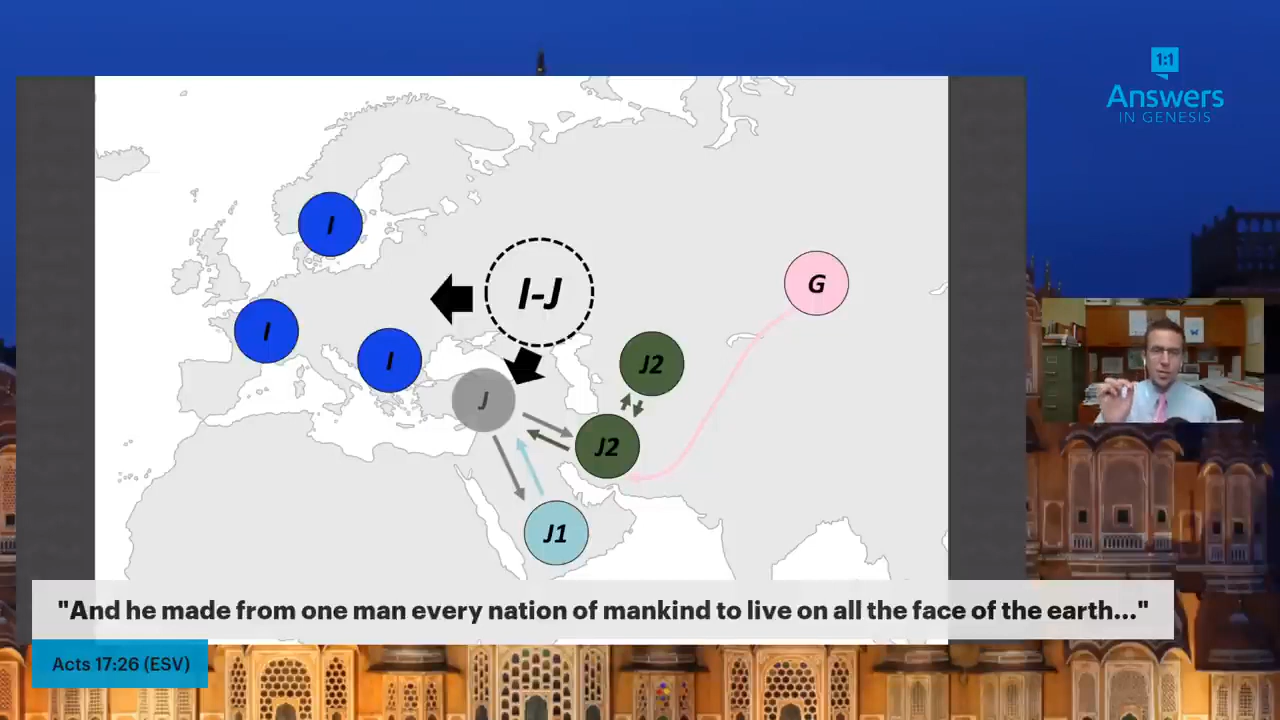 1:1
Answers
IN GENESIS
I
I-J
G
I
I
J2
J
J2
J1
"And he made from one man every nation of mankind to live on all the face of the earth..."
Acts 17:26 (ESV)